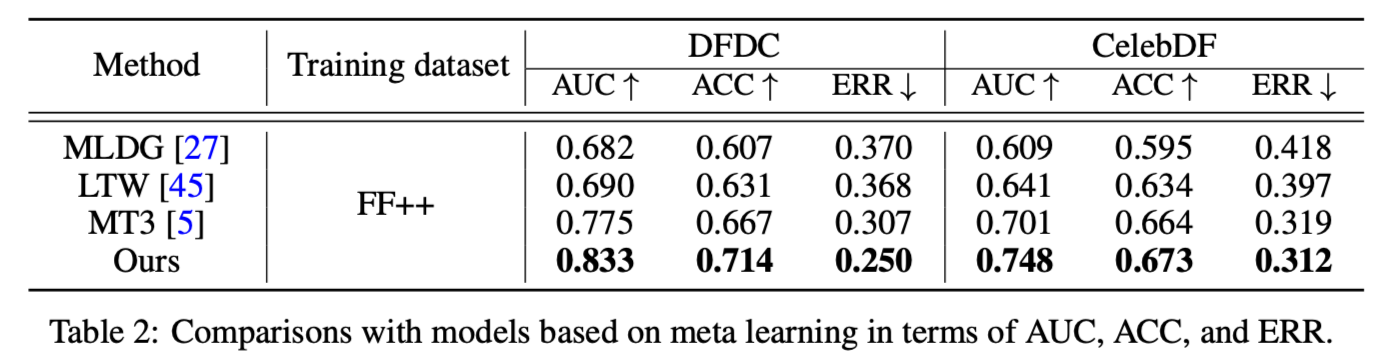 Method Training dataset DFDC CelebDF
AUC ↑ ACC ↑ ERR ↓ AUC ↑ ACC ↑ ERR ↓
MLDG [27] 0.682 0.607 0.370 0.609 0.595 0.418
LTW [45] FF++ 0.690 0.631 0.368 0.641 0.634 0.397
MT3 [5] 0.775 0.667 0.307 0.701 0.664 0.319
Ours 0.833 0.714 0.250 0.748 0.673 0.312
Table 2: Comparisons with models based on meta learning in terms of AUC, ACC, and ERR.